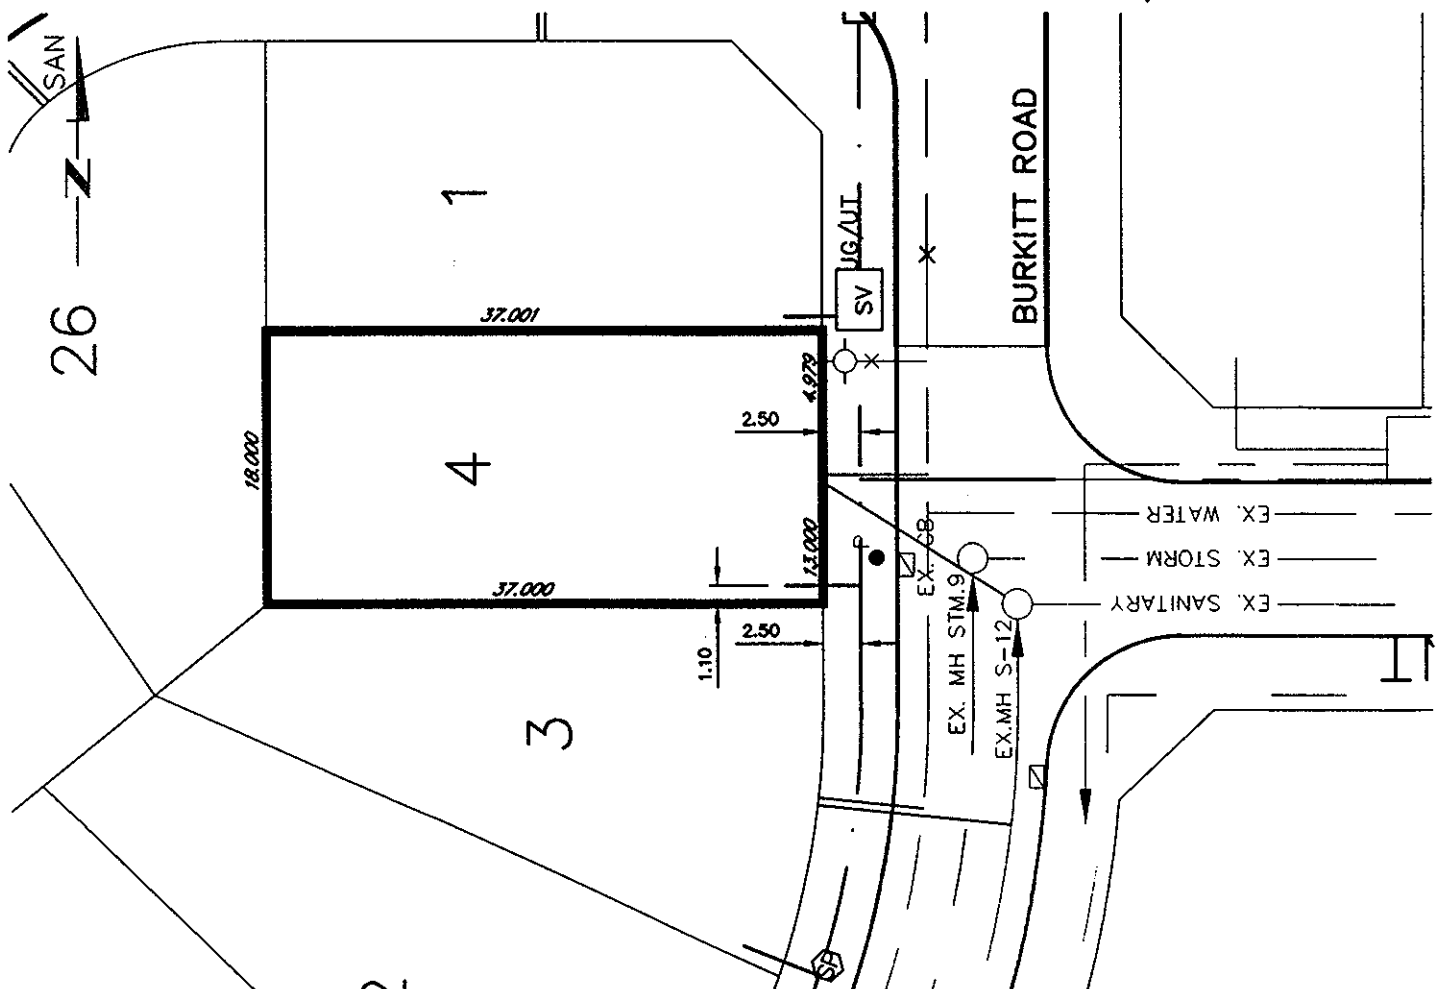 SAN
N
26
1
37.001
UG/UT
SV
BURKITT ROAD
18.000
4
4.979
2.50
X
X
13.000
37.000
EX. CB
EX. WATER
EX. STORM
EX. SANITARY
2.50
1.10
EX. MH STM.9
EX.MH S-12
3
SP